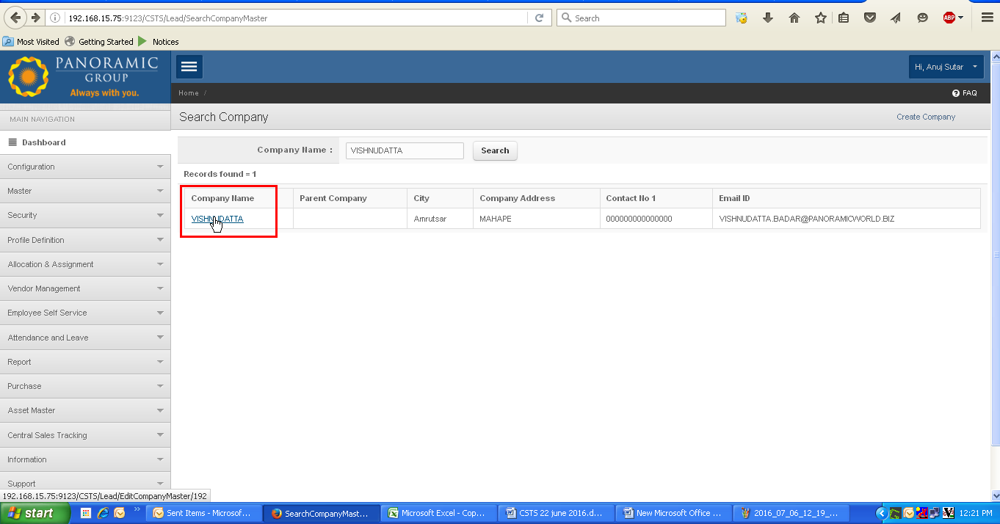 192.168.15.75:9123/CSTS/Lead/SearchCompanyMaster
Search
ABP
Most Visited Getting Started Notices
PANORAMIC
GROUP
Always with you.
Hi, Anuj Sutar
Home /
FAQ
MAIN NAVIGATION
Search Company
Create Company
Dashboard
Configuration
Master
Security
Profile Definition
Allocation & Assignment
Vendor Management
Employee Self Service
Attendance and Leave
Report
Purchase
Asset Master
Central Sales Tracking
Information
Support
Company Name : VISHNUDATTA Search
Records found = 1
Company Name Parent Company City Company Address Contact No 1 Email ID
VISHNUDATTA Amrutsar MAHAPE 000000000000000 VISHNUDATTA.BADAR@PANORAMICWORLD.BIZ
192.168.15.75:9123/CSTS/Lead/EditCompanyMaster/192
start Sent Items - Microsof... SearchCompanyMast... Microsoft Excel - Cop... CSTS 22 june 2016.d... New Microsoft Office ... 2016_07_06_12_19_... 12:21 PM